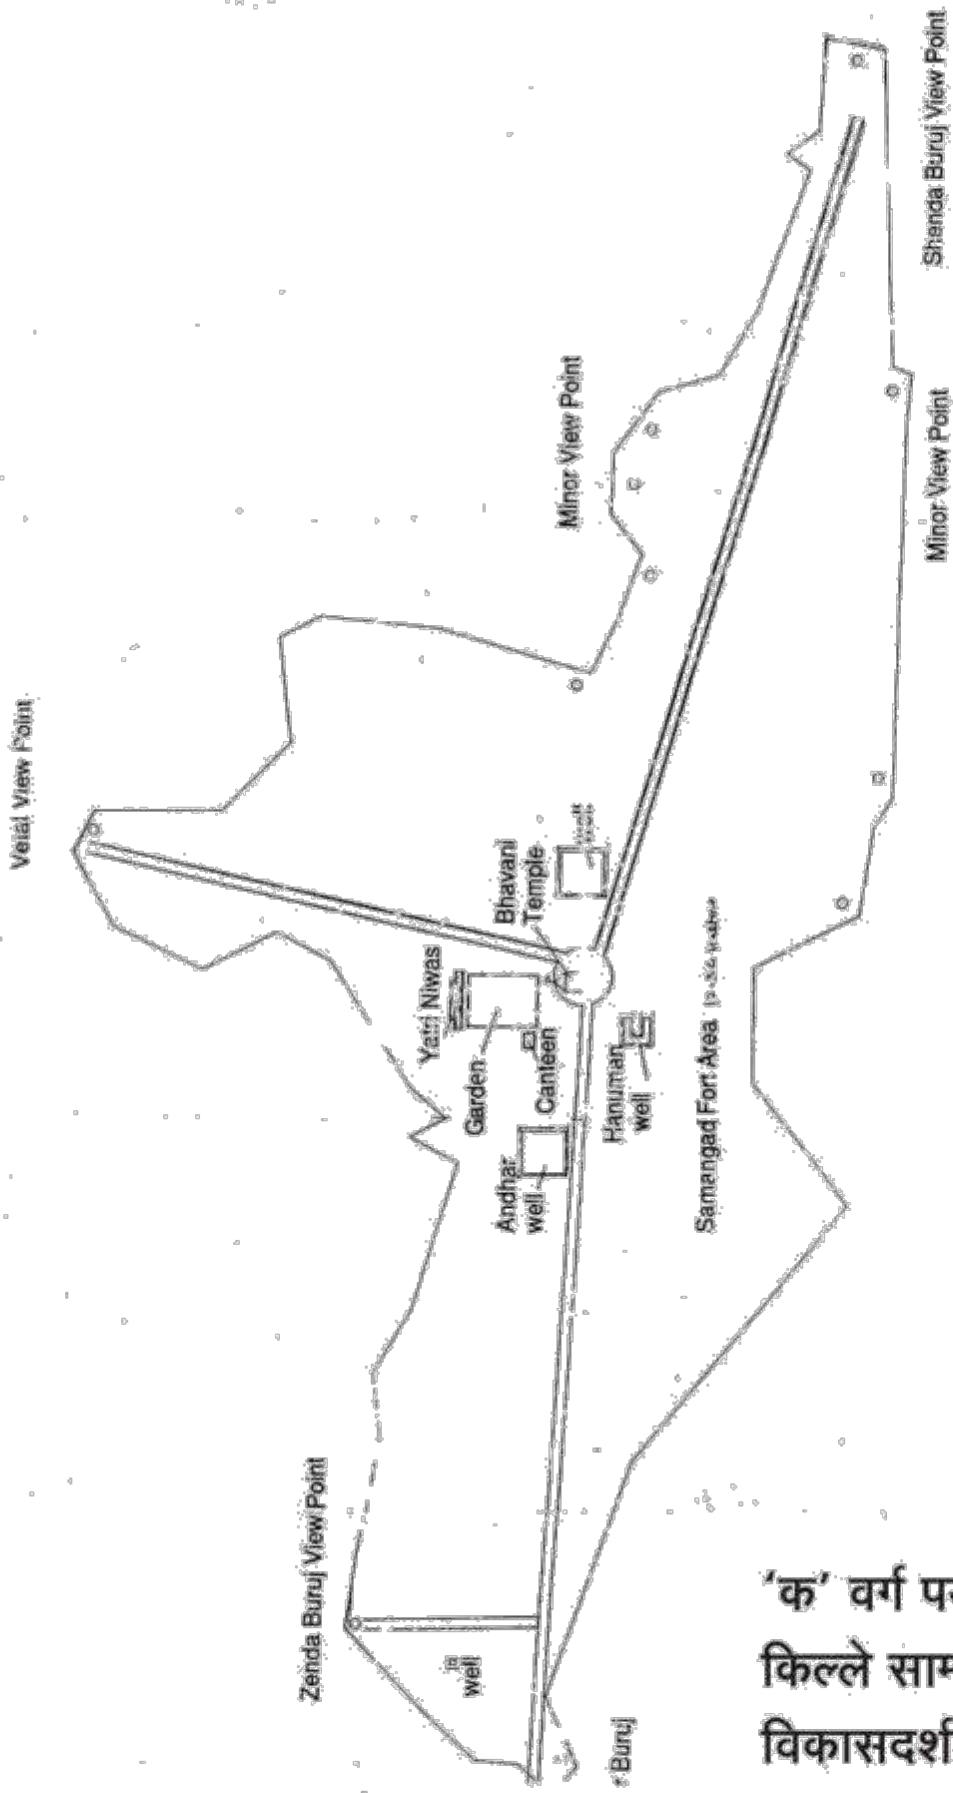 Vetal View Point
Shenda Buruj View Point
Minor View Point
Minor View Point
Bhavani
Temple
Well
Yatri Niwas
Garden
Canteen
Hanuman
well
Andhar
well
Samangad Fort Area
Zenda Buruj View Point
well
Buruj
'क' वर्ग
किल्ले